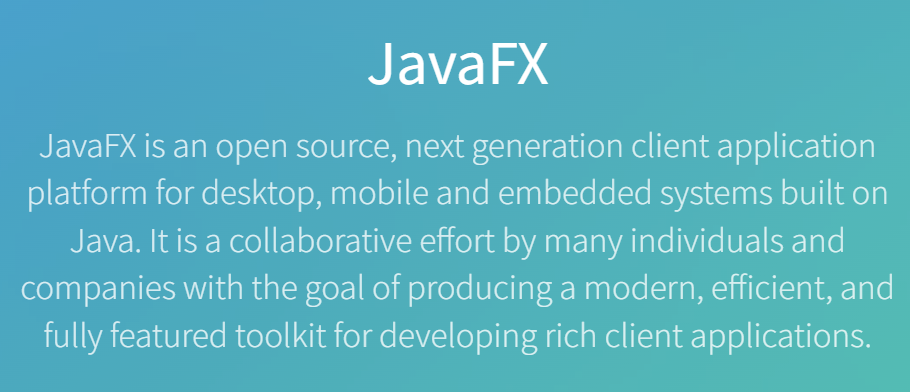 JavaFX
JavaFX is an open source, next generation client application
platform for desktop, mobile and embedded systems built on
Java. It is a collaborative effort by many individuals and
companies with the goal of producing a modern, efficient, and
fully featured toolkit for developing rich client applications.